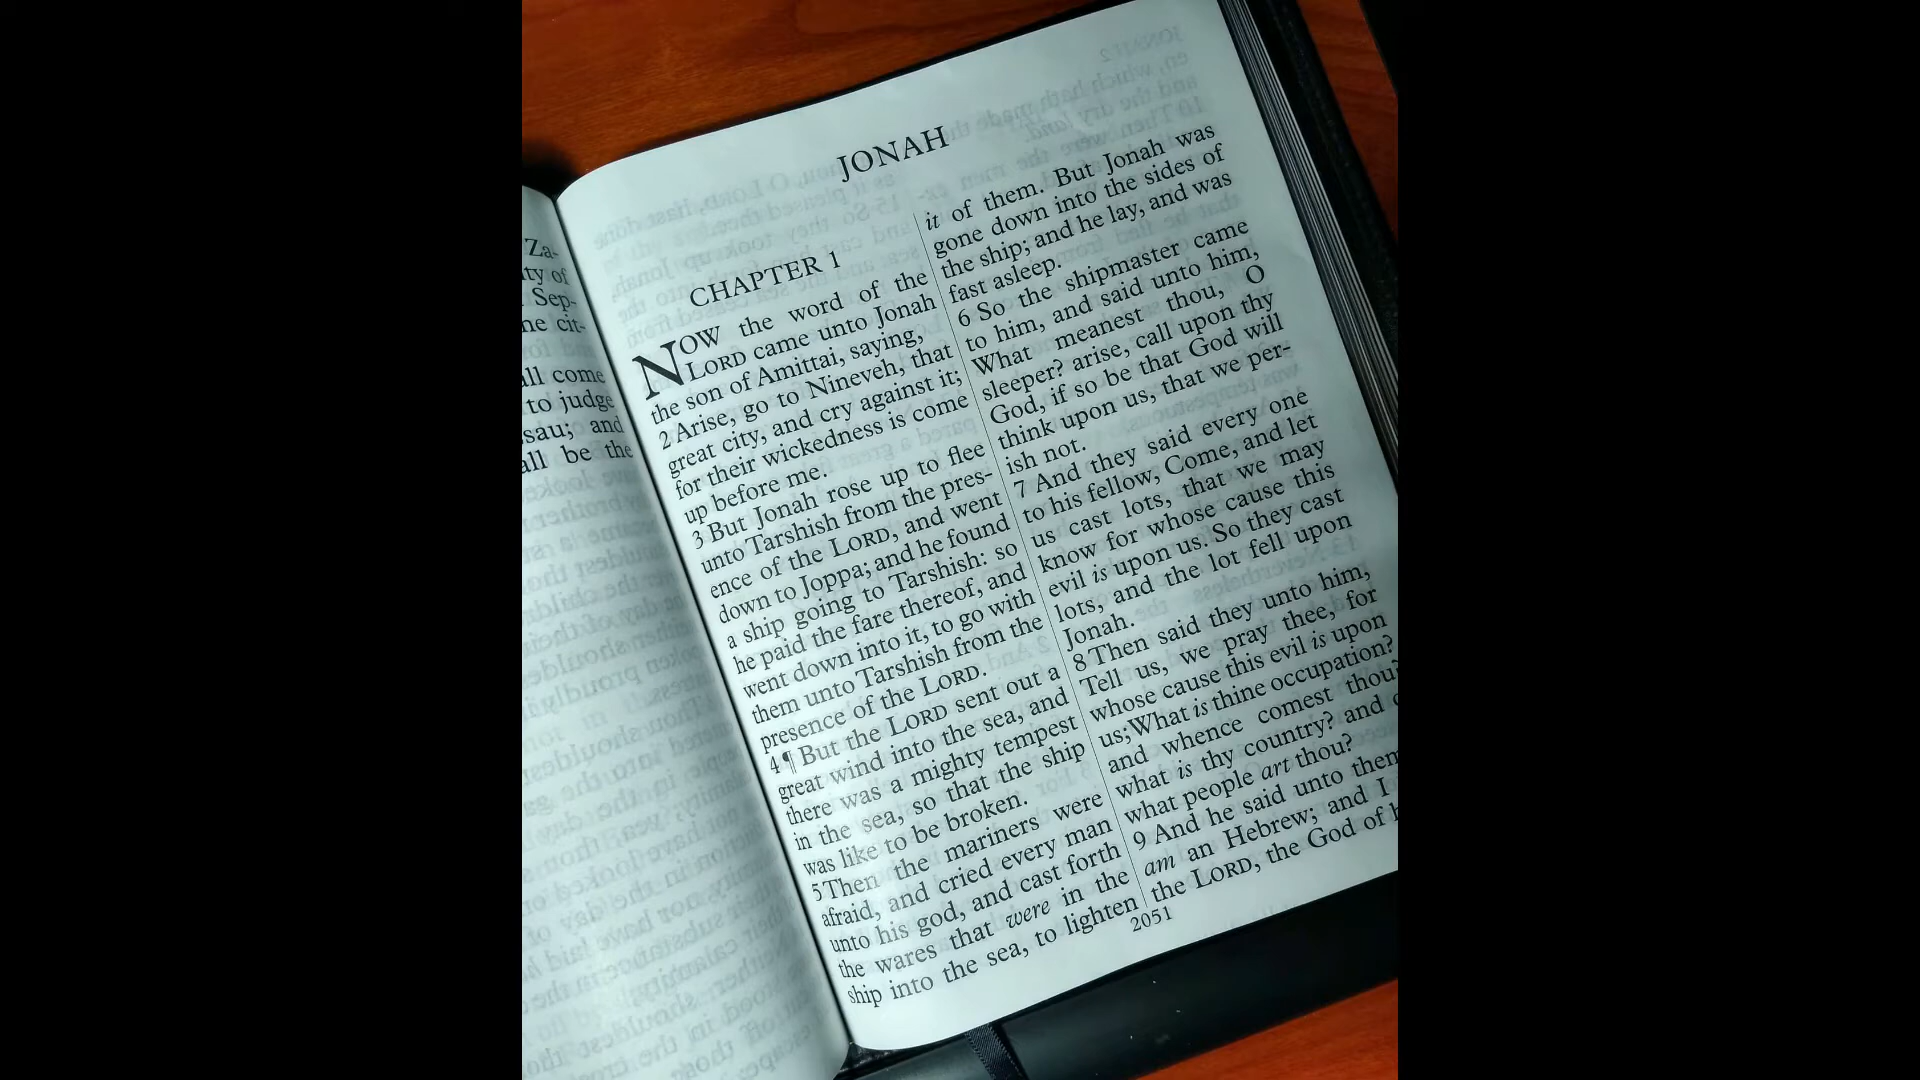 Za-
ty of
Sep-
ne cit-
all come
to judge
sau; and
all be the
JONAH
CHAPTER 1
NOW the word of the
LORD came unto Jonah
the son of Amittai, saying,
2 Arise, go to Nineveh, that
great city, and cry against it;
for their wickedness is come
up before me.
3 But Jonah rose up to flee
unto Tarshish from the pres-
ence of the LORD, and went
down to Joppa; and he found
a ship going to Tarshish: so
he paid the fare thereof, and
went down into it, to go with
them unto Tarshish from the
presence of the LORD.
4 ¶ But the LORD sent out a
great wind into the sea, and
there was a mighty tempest
in the sea, so that the ship
was like to be broken.
5 Then the mariners were
afraid, and cried every man
unto his god, and cast forth
the wares that were in the
ship into the sea, to lighten
it of them. But Jonah was
gone down into the sides of
the ship; and he lay, and was
fast asleep.
6 So the shipmaster came
to him, and said unto him,
What meanest thou, O
sleeper? arise, call upon thy
God, if so be that God will
think upon us, that we per-
ish not.
7 And they said every one
to his fellow, Come, and let
us cast lots, that we may
know for whose cause this
evil is upon us. So they cast
lots, and the lot fell upon
Jonah.
8 Then said they unto him,
Tell us, we pray thee, for
whose cause this evil is upon
us; What is thine occupation?
and whence comest thou?
what is thy country? and
what people art thou?
9 And he said unto them
am an Hebrew; and I
the LORD, the God of
2051